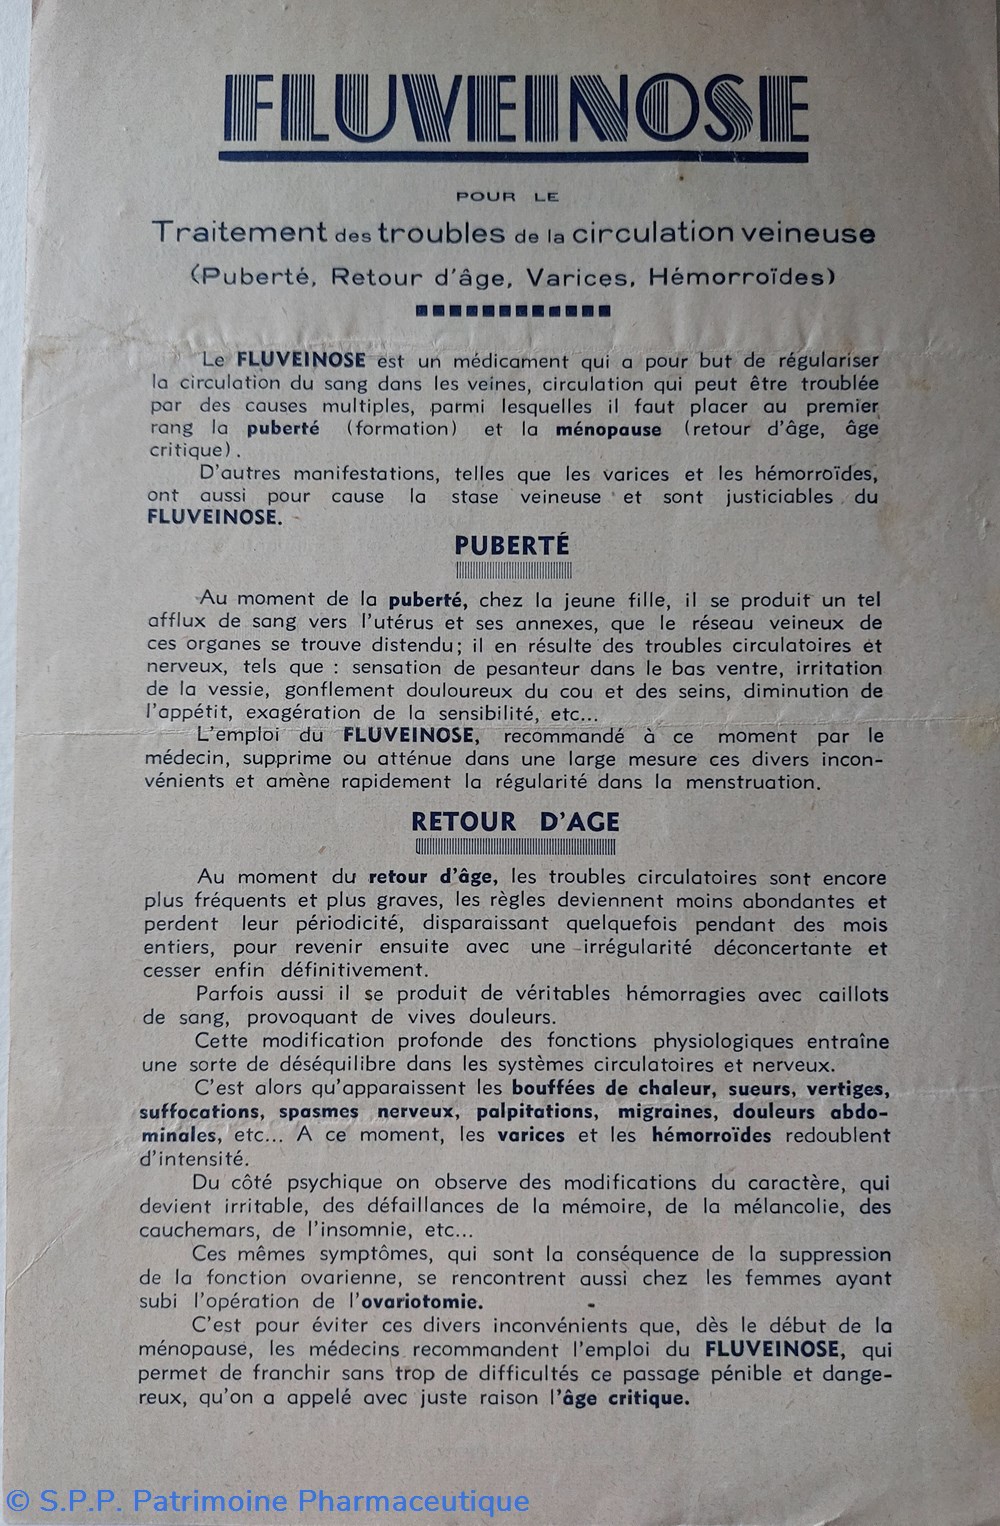 FLUVEINOSE
POUR LE
Traitement des troubles de la circulation veineuse
(Puberté, Retour d'âge, Varices, Hémorroïdes)
Le FLUVEINOSE est un médicament qui a pour but de régulariser
la circulation du sang dans les veines, circulation qui peut être troublée
par des causes multiples, parmi lesquelles il faut placer au premier
rang la puberté (formation) et la ménopause (retour d'âge, âge
critique).
D'autres manifestations, telles que les varices et les hémorroïdes,
ont aussi pour cause la stase veineuse et sont justiciables du
FLUVEINOSE.
PUBERTÉ
Au moment de la puberté, chez la jeune fille, il se produit un tel
afflux de sang vers l'utérus et ses annexes, que le réseau veineux de
ces organes se trouve distendu; il en résulte des troubles circulatoires et
nerveux, tels que : sensation de pesanteur dans le bas ventre, irritation
de la vessie, gonflement douloureux du cou et des seins, diminution de
l'appétit, exagération de la sensibilité, etc...
L'emploi du FLUVEINOSE, recommandé à ce moment par le
médecin, supprime ou atténue dans une large mesure ces divers incon-
vénients et amène rapidement la régularité dans la menstruation.
RETOUR D'AGE
Au moment du retour d'âge, les troubles circulatoires sont encore
plus fréquents et plus graves, les règles deviennent moins abondantes et
perdent leur périodicité, disparaissant quelquefois pendant des mois
entiers, pour revenir ensuite avec une irrégularité déconcertante et
cesser enfin définitivement.
Parfois aussi il se produit de véritables hémorragies avec caillots
de sang, provoquant de vives douleurs.
Cette modification profonde des fonctions physiologiques entraîne
une sorte de déséquilibre dans les systèmes circulatoires et nerveux.
C'est alors qu'apparaissent les bouffées de chaleur, sueurs, vertiges,
suffocations, spasmes nerveux, palpitations, migraines, douleurs abdo-
minales, etc... A ce moment, les varices et les hémorroïdes redoublent
d'intensité.
Du côté psychique on observe des modifications du caractère, qui
devient irritable, des défaillances de la mémoire, de la mélancolie, des
cauchemars, de l'insomnie, etc...
Ces mêmes symptômes, qui sont la conséquence de la suppression
de la fonction ovarienne, se rencontrent aussi chez les femmes ayant
subi l'opération de l'ovariotomie.
C'est pour éviter ces divers inconvénients que, dès le début de la
ménopause, les médecins recommandent l'emploi du FLUVEINOSE, qui
permet de franchir sans trop de difficultés ce passage pénible et dange-
reux, qu'on a appelé avec juste raison l'âge critique.
© S.P.P. Patrimoine Pharmaceutique